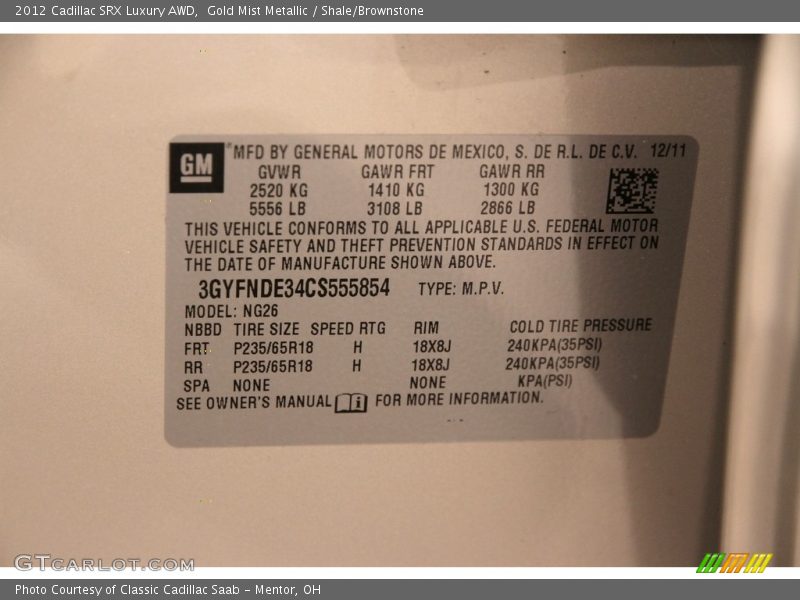 2012 Cadillac SRX Luxury AWD,  Gold Mist Metallic / Shale/Brownstone
GM
MFD BY GENERAL MOTORS DE MEXICO, S. DE R.L. DE C.V. 12/11
GVWR GAWR FRT GAWR RR
2520 KG 1410 KG 1300 KG
5556 LB 3108 LB 2866 LB
THIS VEHICLE CONFORMS TO ALL APPLICABLE U.S. FEDERAL MOTOR
VEHICLE SAFETY AND THEFT PREVENTION STANDARDS IN EFFECT ON
THE DATE OF MANUFACTURE SHOWN ABOVE.
3GYFNDE34CS555854 TYPE: M.P.V.
MODEL: NG26
NBBD TIRE SIZE SPEED RTG RIM COLD TIRE PRESSURE
FRT P235/65R18 H 18X8J 240KPA(35PSI)
RR P235/65R18 H 18X8J 240KPA(35PSI)
SPA NONE NONE KPA(PSI)
SEE OWNER'S MANUAL i FOR MORE INFORMATION.
GTCARLOT.COM
Photo Courtesy of Classic Cadillac Saab - Mentor, OH